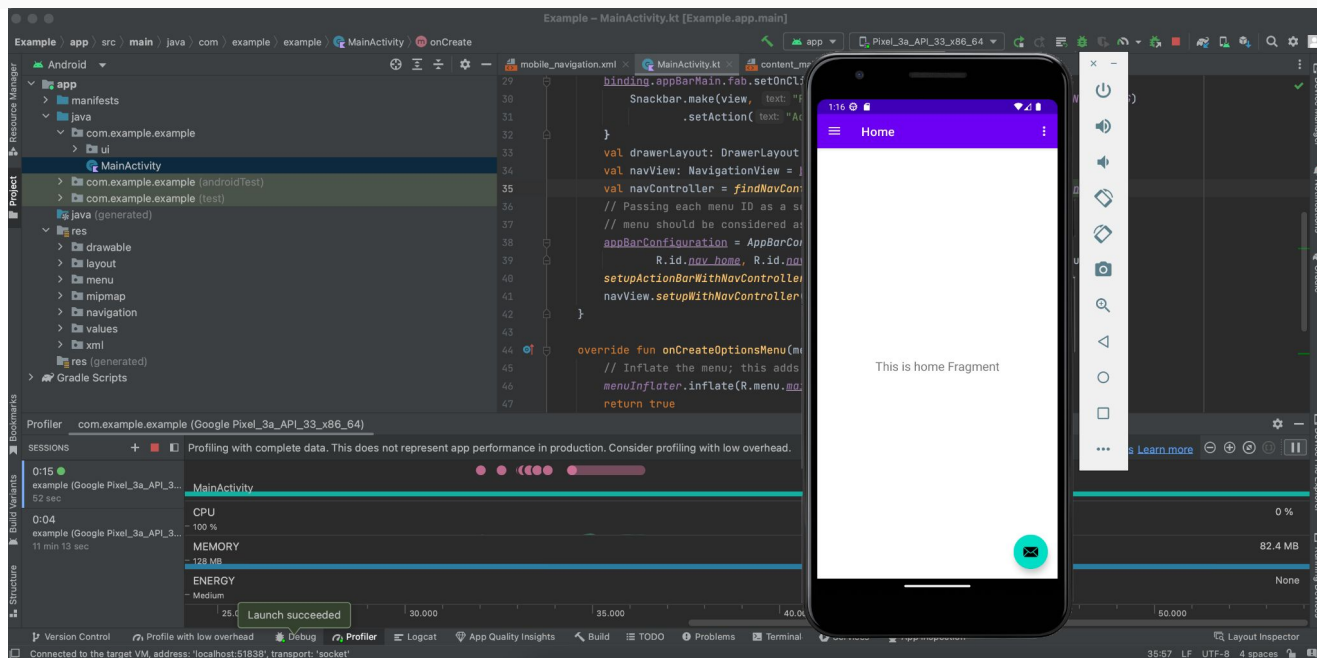 Example – MainActivity.kt [Example.app.main]
Example app src main java com example example MainActivity onCreate
app Pixel_3a_API_33_x86_64
Android
mobile_navigation.xml MainActivity.kt
Resource Manager
Project
Bookmarks
Build Variants
Structure
app
manifests
java
com.example.example
ui
MainActivity
com.example.example (androidTest)
com.example.example (test)
java (generated)
res
drawable
layout
menu
mipmap
navigation
values
xml
res (generated)
Gradle Scripts
29 binding.appBarMain.fab.setOnCli
30 Snackbar.make(view, text:
31 .setAction( text: "Ac
32 }
33 val drawerLayout: DrawerLayout
34 val navView: NavigationView =
35 val navController = findNavCont
36 // Passing each menu ID as a se
37 // menu should be considered as
38 appBarConfiguration = AppBarCon
39 R.id.nav_home, R.id.nav
40 setupActionBarWithNavController
41 navView.setupWithNavController(
42 }
43
44 override fun onCreateOptionsMenu(me
45 // Inflate the menu; this adds
46 menuInflater.inflate(R.menu.mai
47 return true
1:16
Home
This is home Fragment
Profiler com.example.example (Google Pixel_3a_API_33_x86_64)
SESSIONS
Profiling with complete data. This does not represent app performance in production. Consider profiling with low overhead.
Learn more
0:15
example (Google Pixel_3a_API_3...
52 sec
0:04
example (Google Pixel_3a_API_3...
11 min 13 sec
MainActivity
CPU 0 %
100 %
MEMORY 82.4 MB
128 MB
ENERGY None
Medium
30.000 35.000 50.000
Launch succeeded
Version Control Profile with low overhead Debug Profiler Logcat App Quality Insights Build TODO Problems Terminal Layout Inspector
Connected to the target VM, address: 'localhost:51838', transport: 'socket' 35:57 LF UTF-8 4 spaces